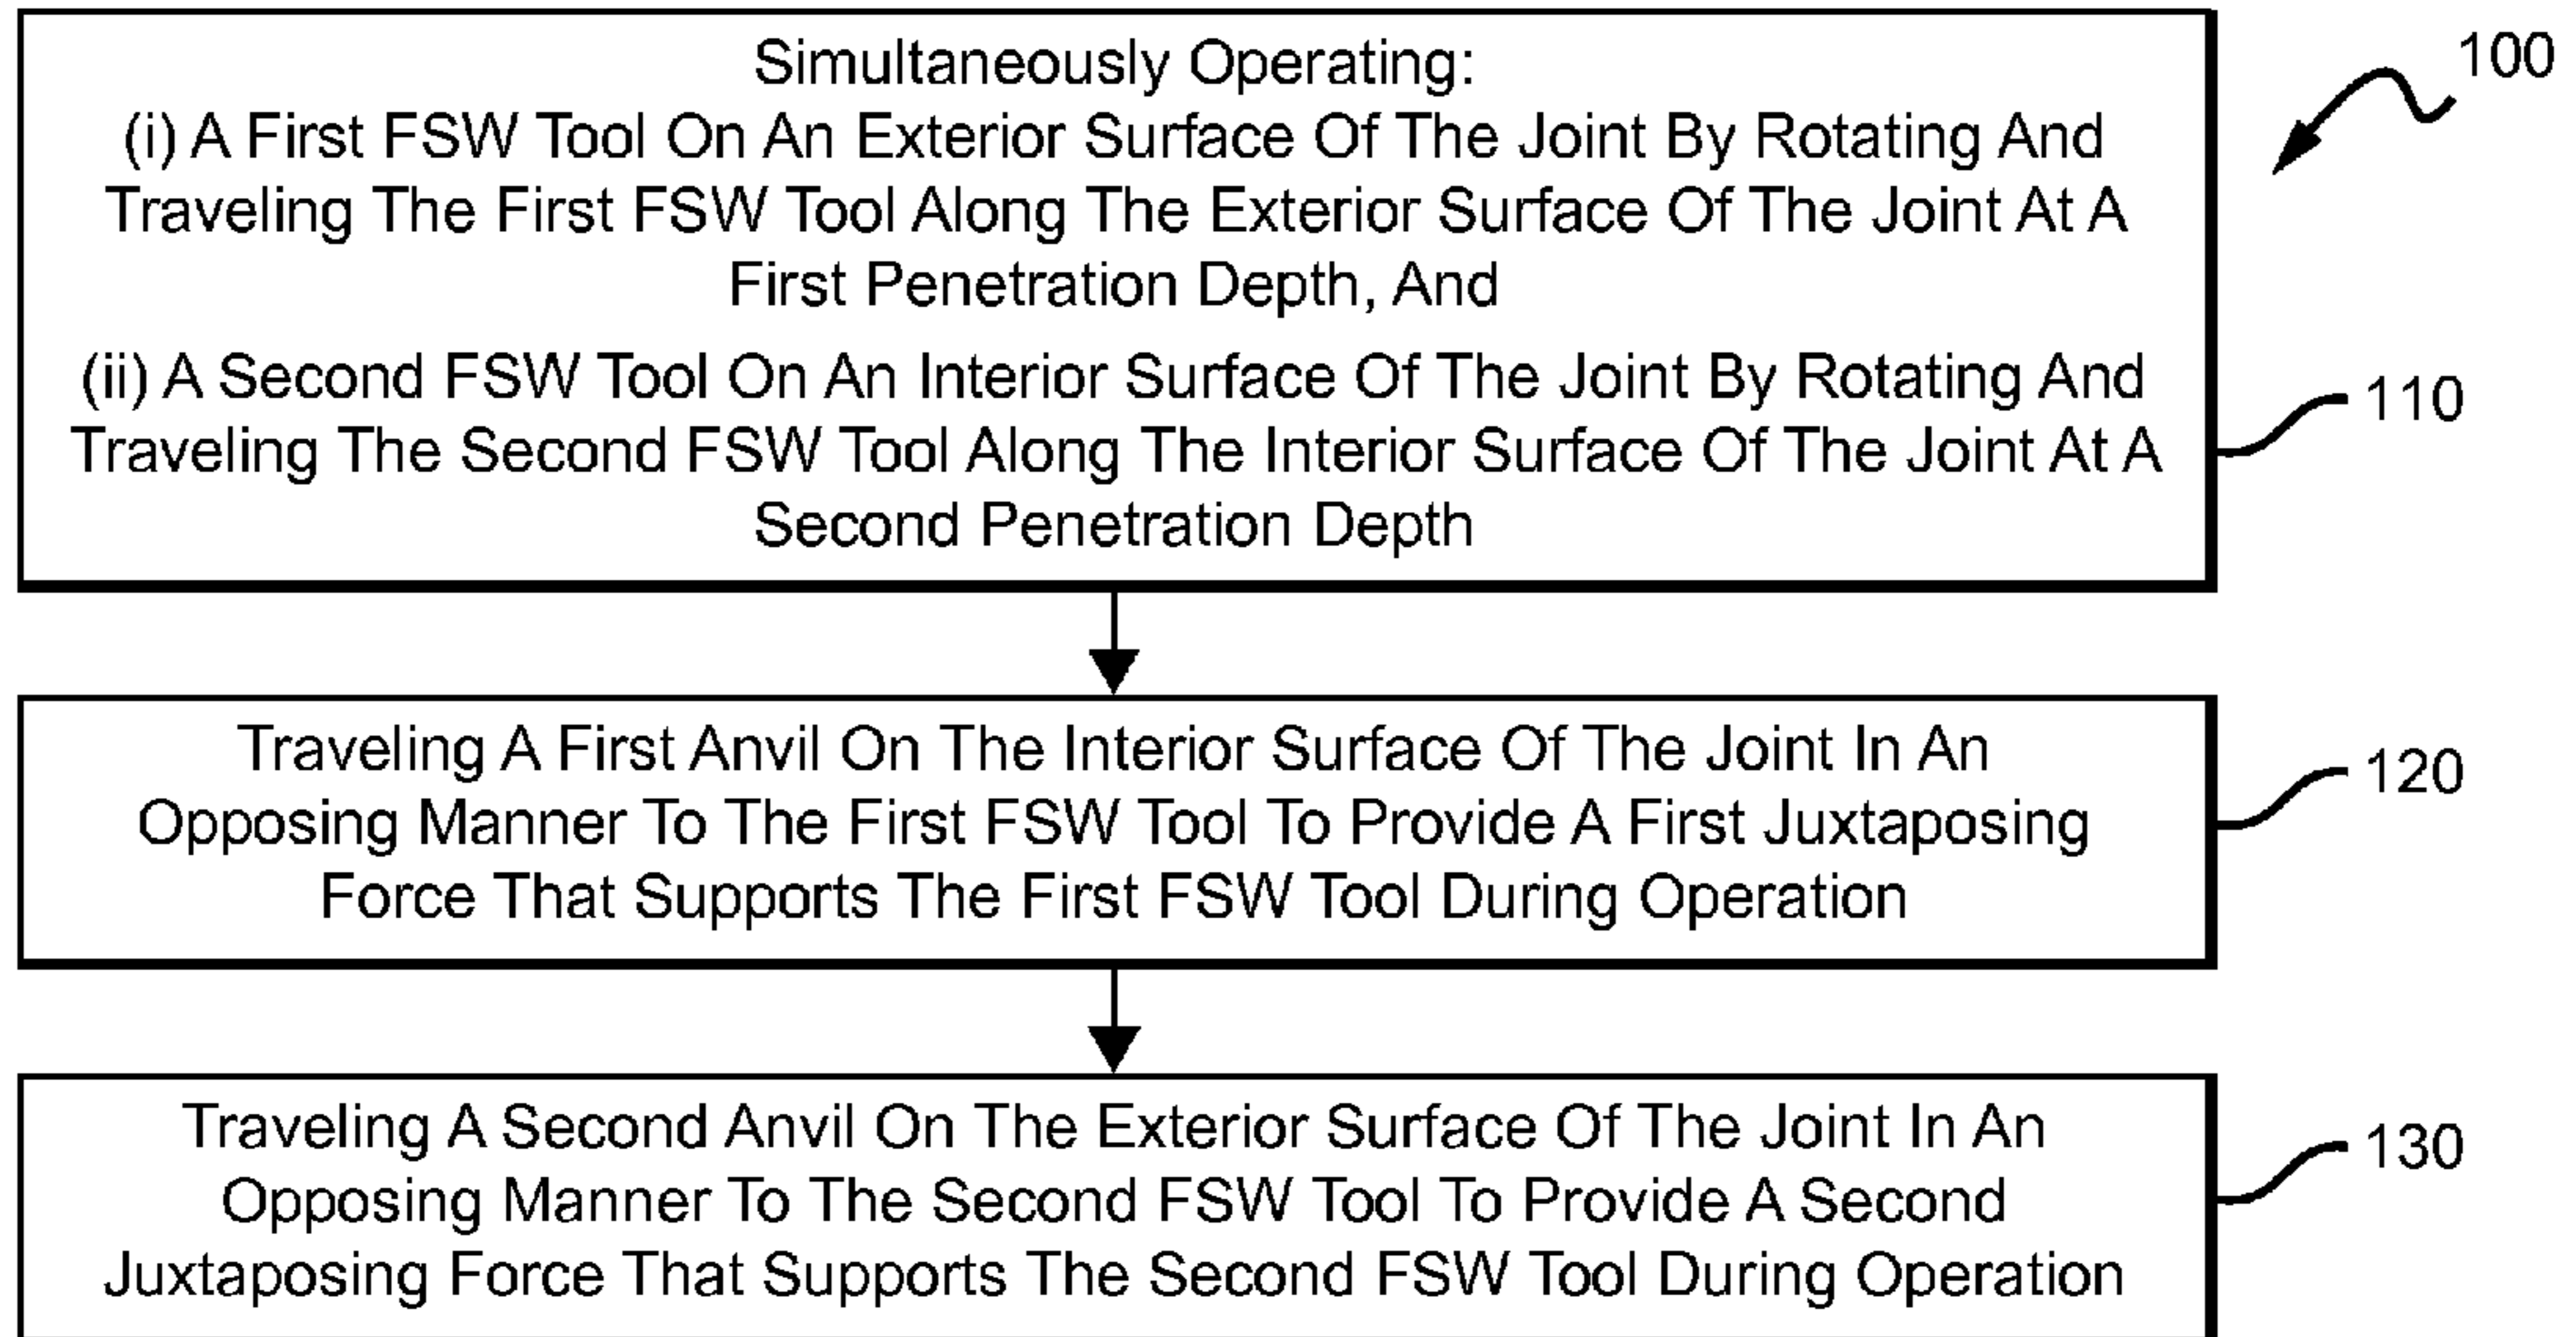 Simultaneously Operating:
(i) A First FSW Tool On An Exterior Surface Of The Joint By Rotating And
Traveling The First FSW Tool Along The Exterior Surface Of The Joint At A
First Penetration Depth, And
(ii) A Second FSW Tool On An Interior Surface Of The Joint By Rotating And
Traveling The Second FSW Tool Along The Interior Surface Of The Joint At A
Second Penetration Depth
100
110
Traveling A First Anvil On The Interior Surface Of The Joint In An
Opposing Manner To The First FSW Tool To Provide A First Juxtaposing
Force That Supports The First FSW Tool During Operation
120
Traveling A Second Anvil On The Exterior Surface Of The Joint In An
Opposing Manner To The Second FSW Tool To Provide A Second
Juxtaposing Force That Supports The Second FSW Tool During Operation
130